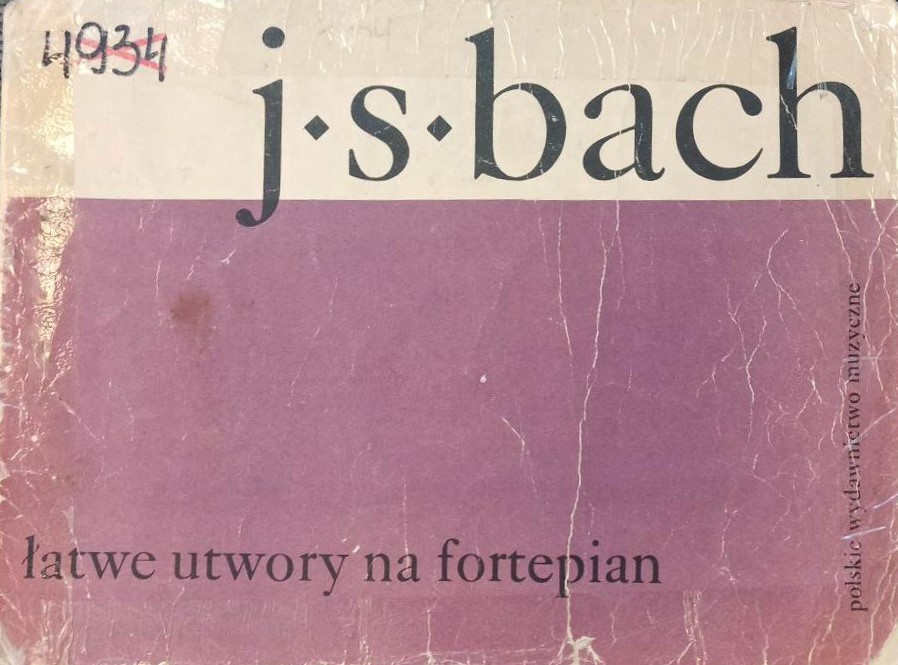 4934
j·s·bach
łatwe utwory na fortepian
polskie wydawnictwo muzyczne